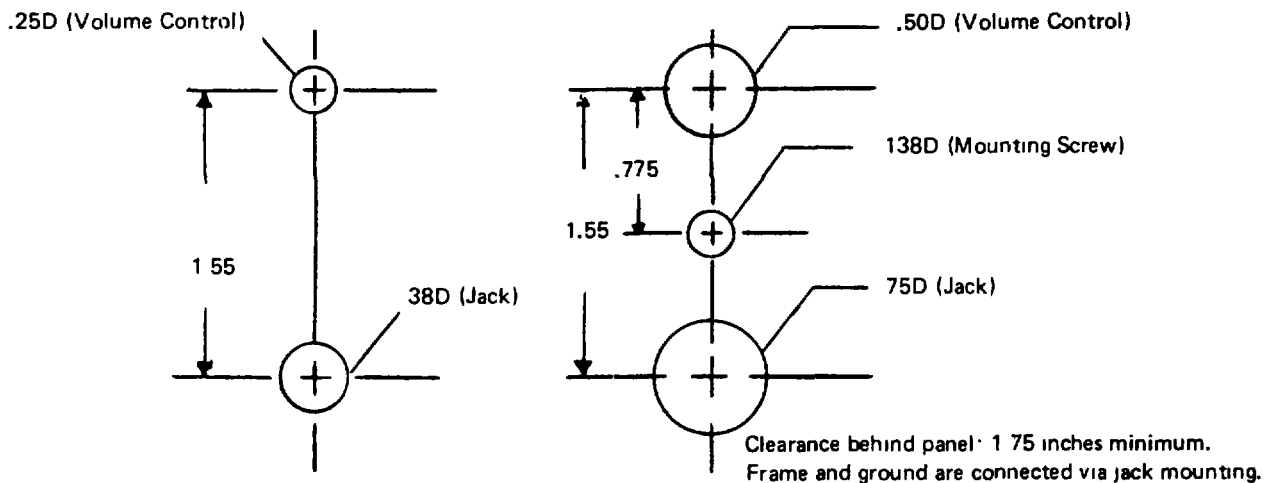 .25D (Volume Control)
.50D (Volume Control)
138D (Mounting Screw)
.775
1.55
1 55
38D (Jack)
75D (Jack)
Clearance behind panel· 1 75 inches minimum.
Frame and ground are connected via jack mounting.